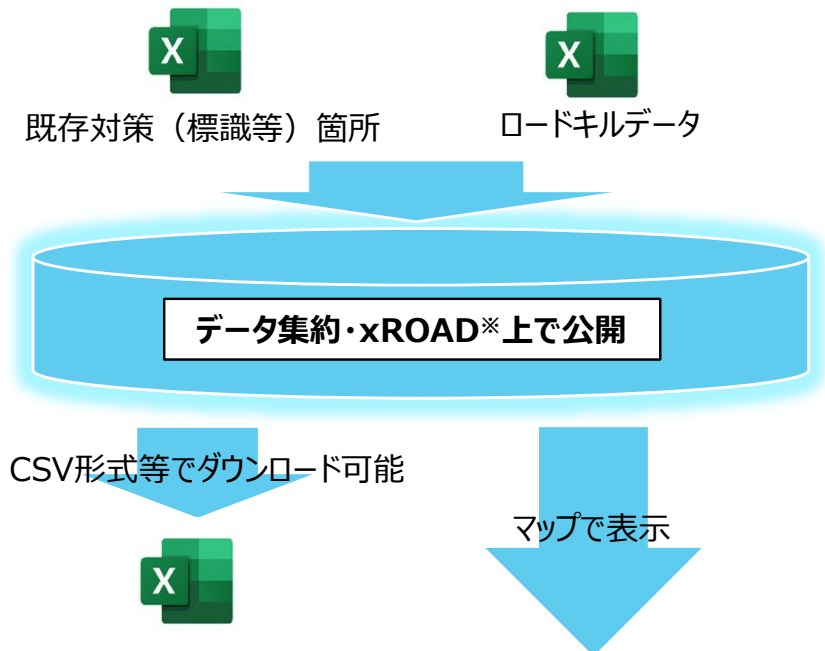 X
X
既存対策（標識等）箇所
ロードキルデータ
データ集約・xROAD※上で公開
CSV形式等でダウンロード可能
マップで表示
X